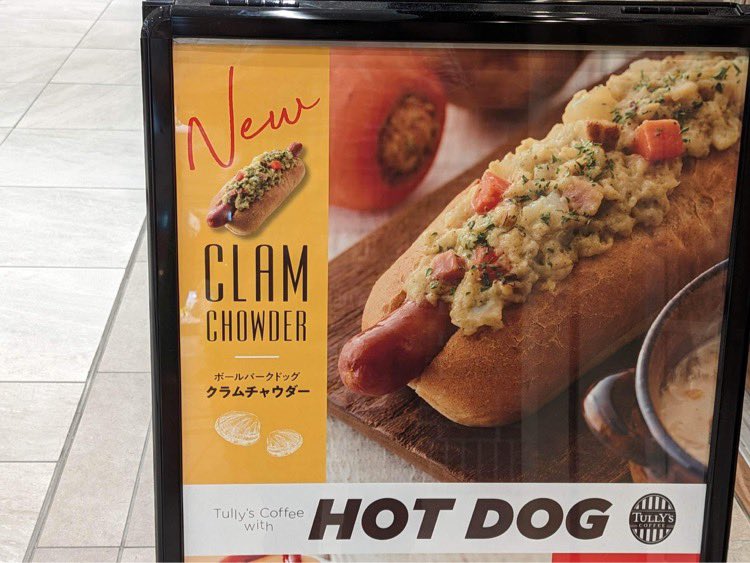 New
CLAM
CHOWDER
ボールパークドッグ
クラムチャウダー
Tully's Coffee
with
HOT DOG
TULLY'S
COFFEE